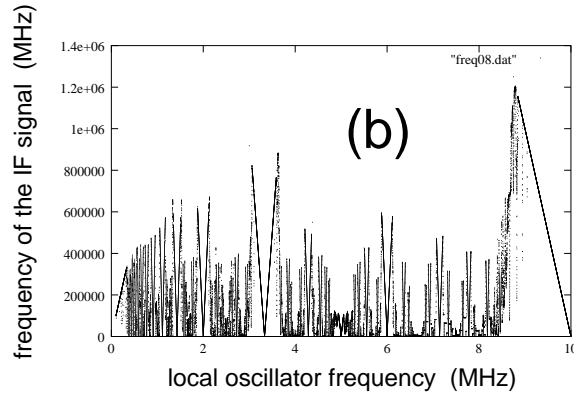 frequency of the IF signal (MHz)
1.4e+06
1.2e+06
1e+06
800000
600000
400000
200000
0
"freq08.dat"
(b)
0 2 4 6 8 10
local oscillator frequency (MHz)